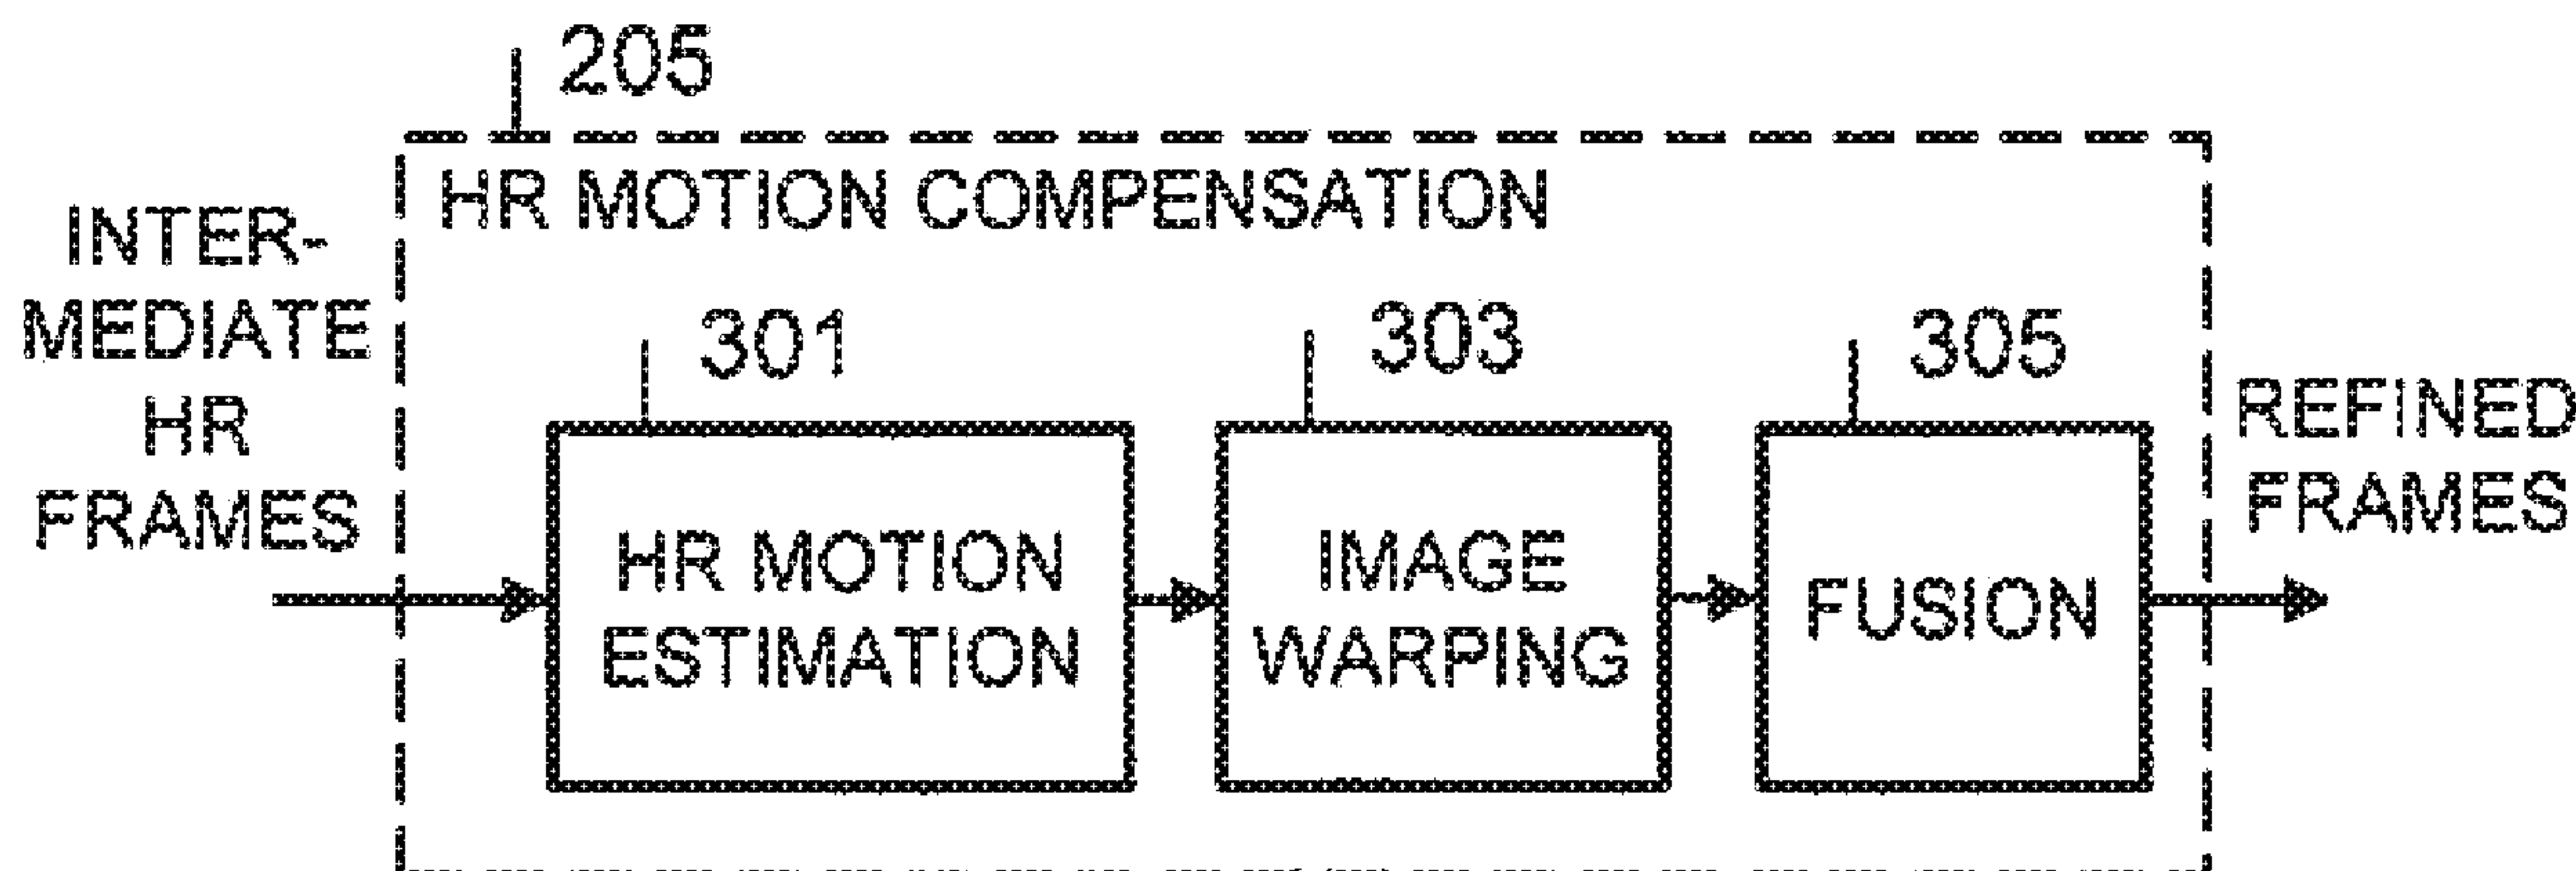 205
HR MOTION COMPENSATION
INTER-
MEDIATE
HR
FRAMES
301
303
305
HR MOTION
ESTIMATION
IMAGE
WARPING
FUSION
REFINED
FRAMES